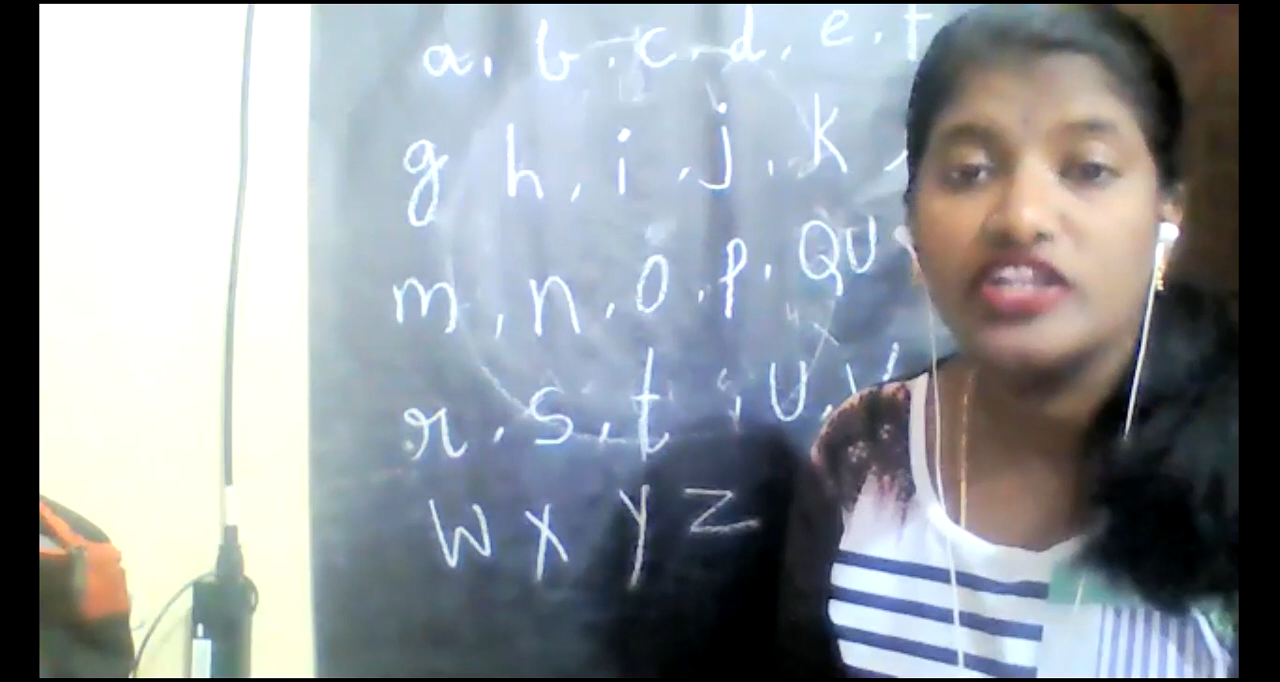 a, b, c, d, e, f
g h, i, j, k,
m, n, o, p, QU
r, s, t, U, V
W X Y Z